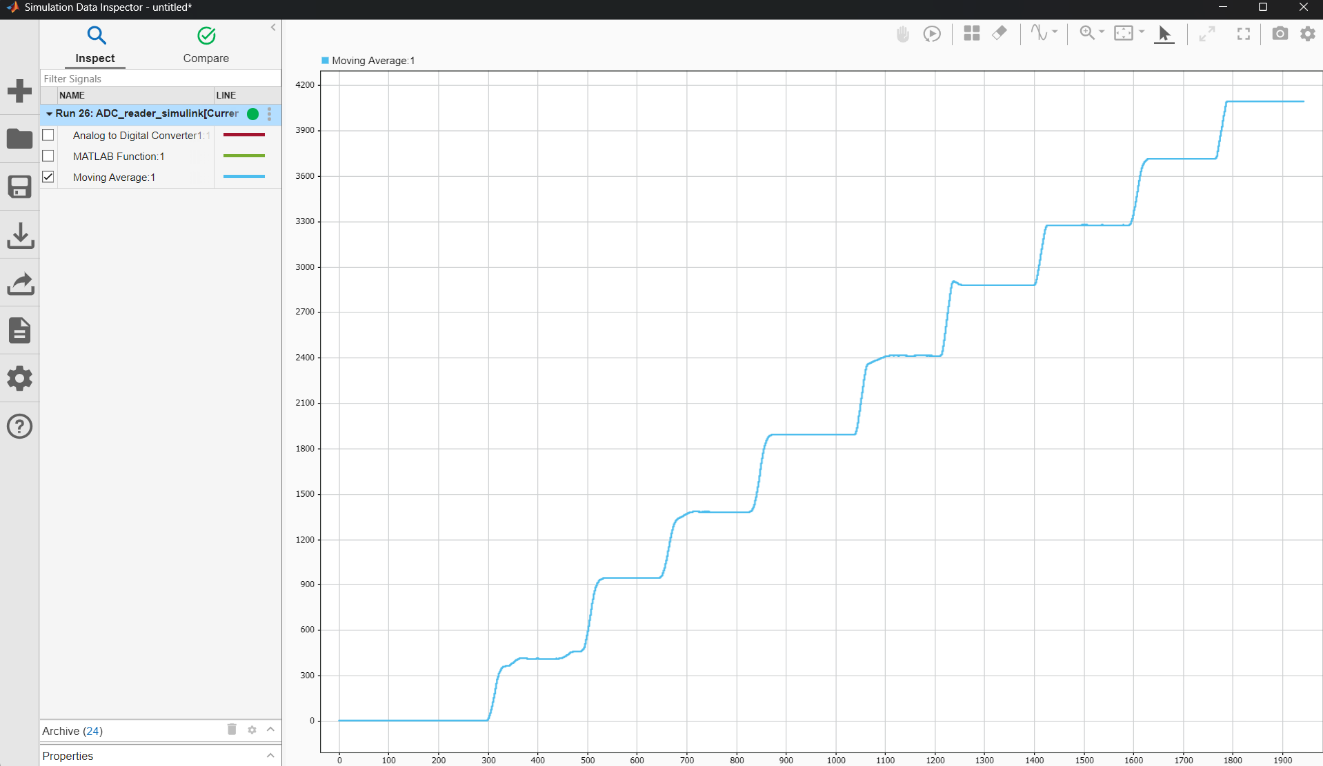 Simulation Data Inspector - untitled*
Inspect
Compare
Filter Signals
NAME LINE
Run 26: ADC_reader_simulink[Curre
Analog to Digital Converter1:1
MATLAB Function:1
Moving Average:1
Archive (24)
Properties
Moving Average:1
4200
3900
3600
3300
3000
2700
2400
2100
1800
1500
1200
900
600
300
0
0 100 200 300 400 500 600 700 800 900 1000 1100 1200 1300 1400 1500 1600 1700 1800 1900